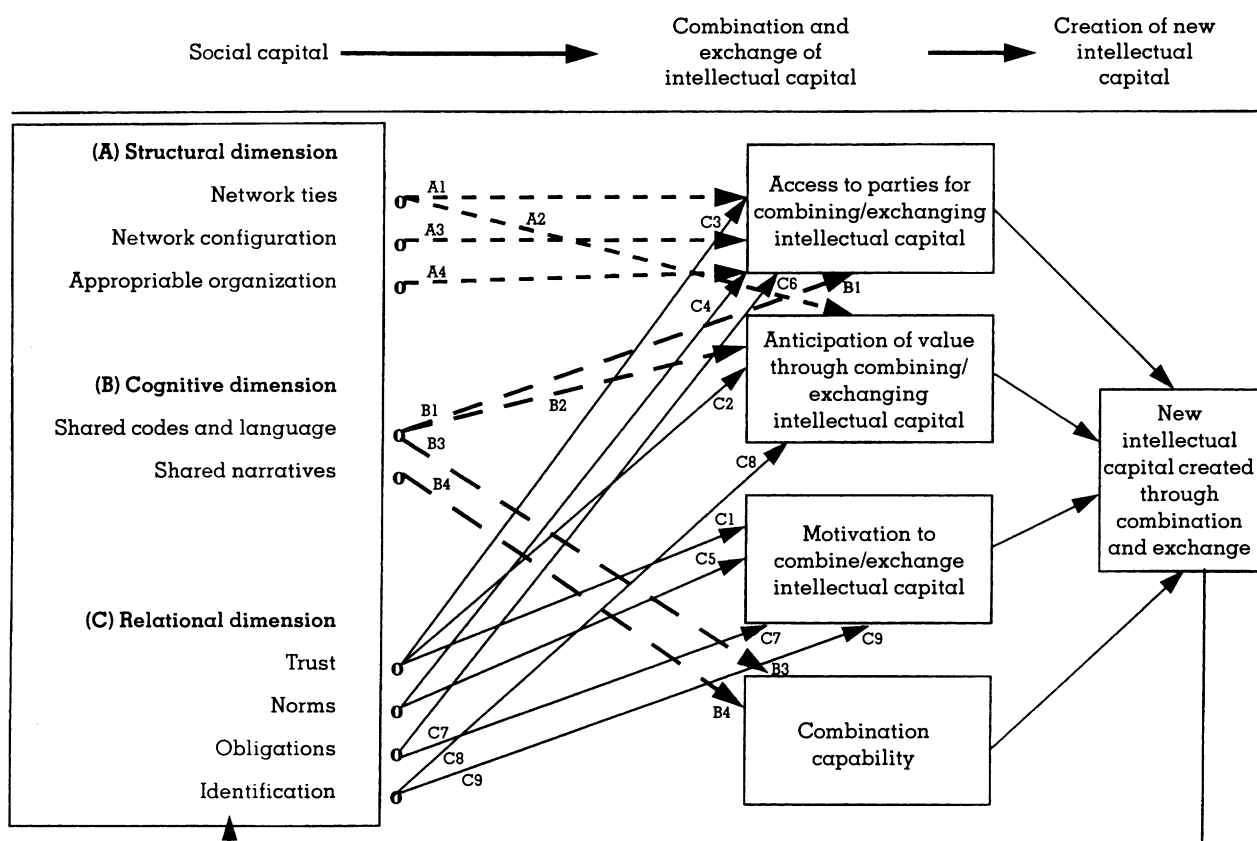 Social capital
Combination and
exchange of
intellectual capital
Creation of new
intellectual
capital
(A) Structural dimension
Network ties
Network configuration
Appropriable organization
(B) Cognitive dimension
Shared codes and language
Shared narratives
(C) Relational dimension
Trust
Norms
Obligations
Identification
A1
A2
A3
A4
B1
B2
B3
B4
C7
C8
C9
C3
C4
C6
B1
C2
C8
C1
C5
C7
C9
B3
B4
Access to parties for
combining/exchanging
intellectual capital
Anticipation of value
through combining/
exchanging
intellectual capital
Motivation to
combine/exchange
intellectual capital
Combination
capability
New
intellectual
capital created
through
combination
and exchange